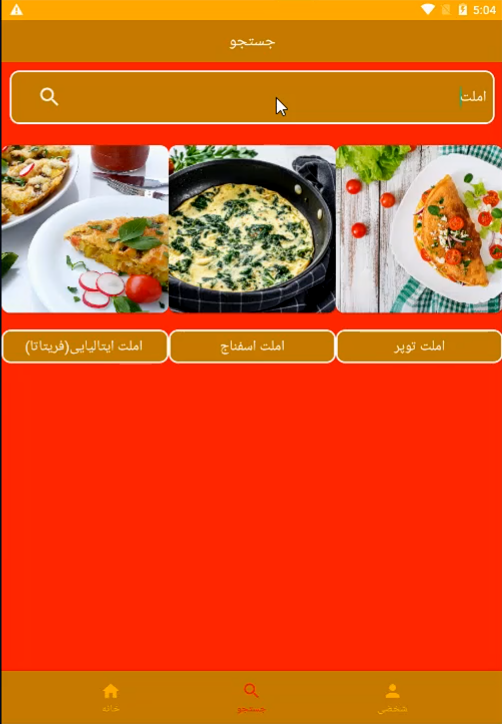 5:04
جستجو
املت
املت توپر
املت اسفناج
املت ایتالیایی(فریتاتا)
شخصی
جستجو
خانه